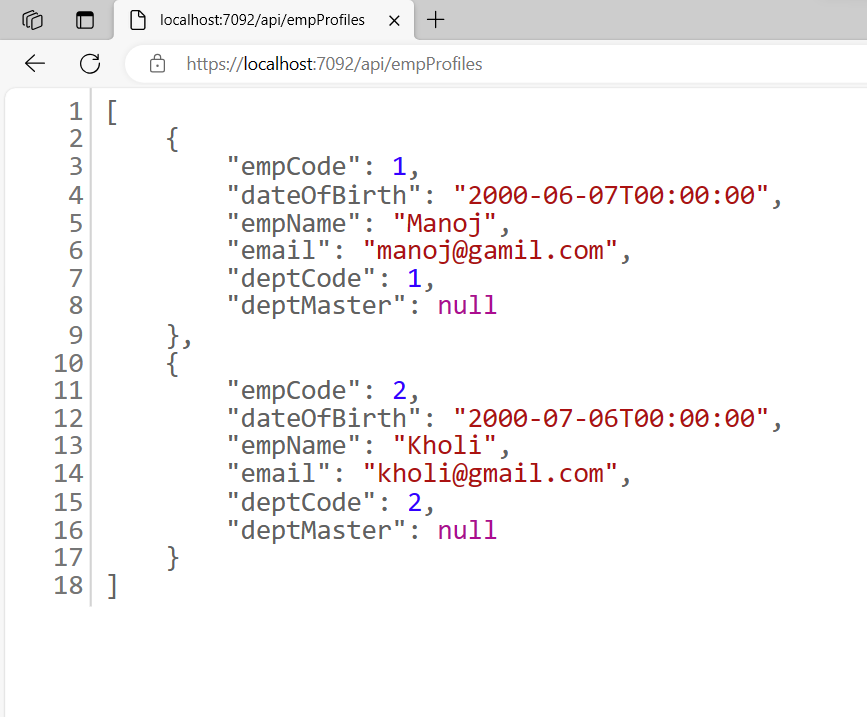 localhost:7092/api/empProfiles
https://localhost:7092/api/empProfiles
1 [
2     {
3         "empCode": 1,
4         "dateOfBirth": "2000-06-07T00:00:00",
5         "empName": "Manoj",
6         "email": "manoj@gamil.com",
7         "deptCode": 1,
8         "deptMaster": null
9     },
10     {
11         "empCode": 2,
12         "dateOfBirth": "2000-07-06T00:00:00",
13         "empName": "Kholi",
14         "email": "kholi@gmail.com",
15         "deptCode": 2,
16         "deptMaster": null
17     }
18 ]